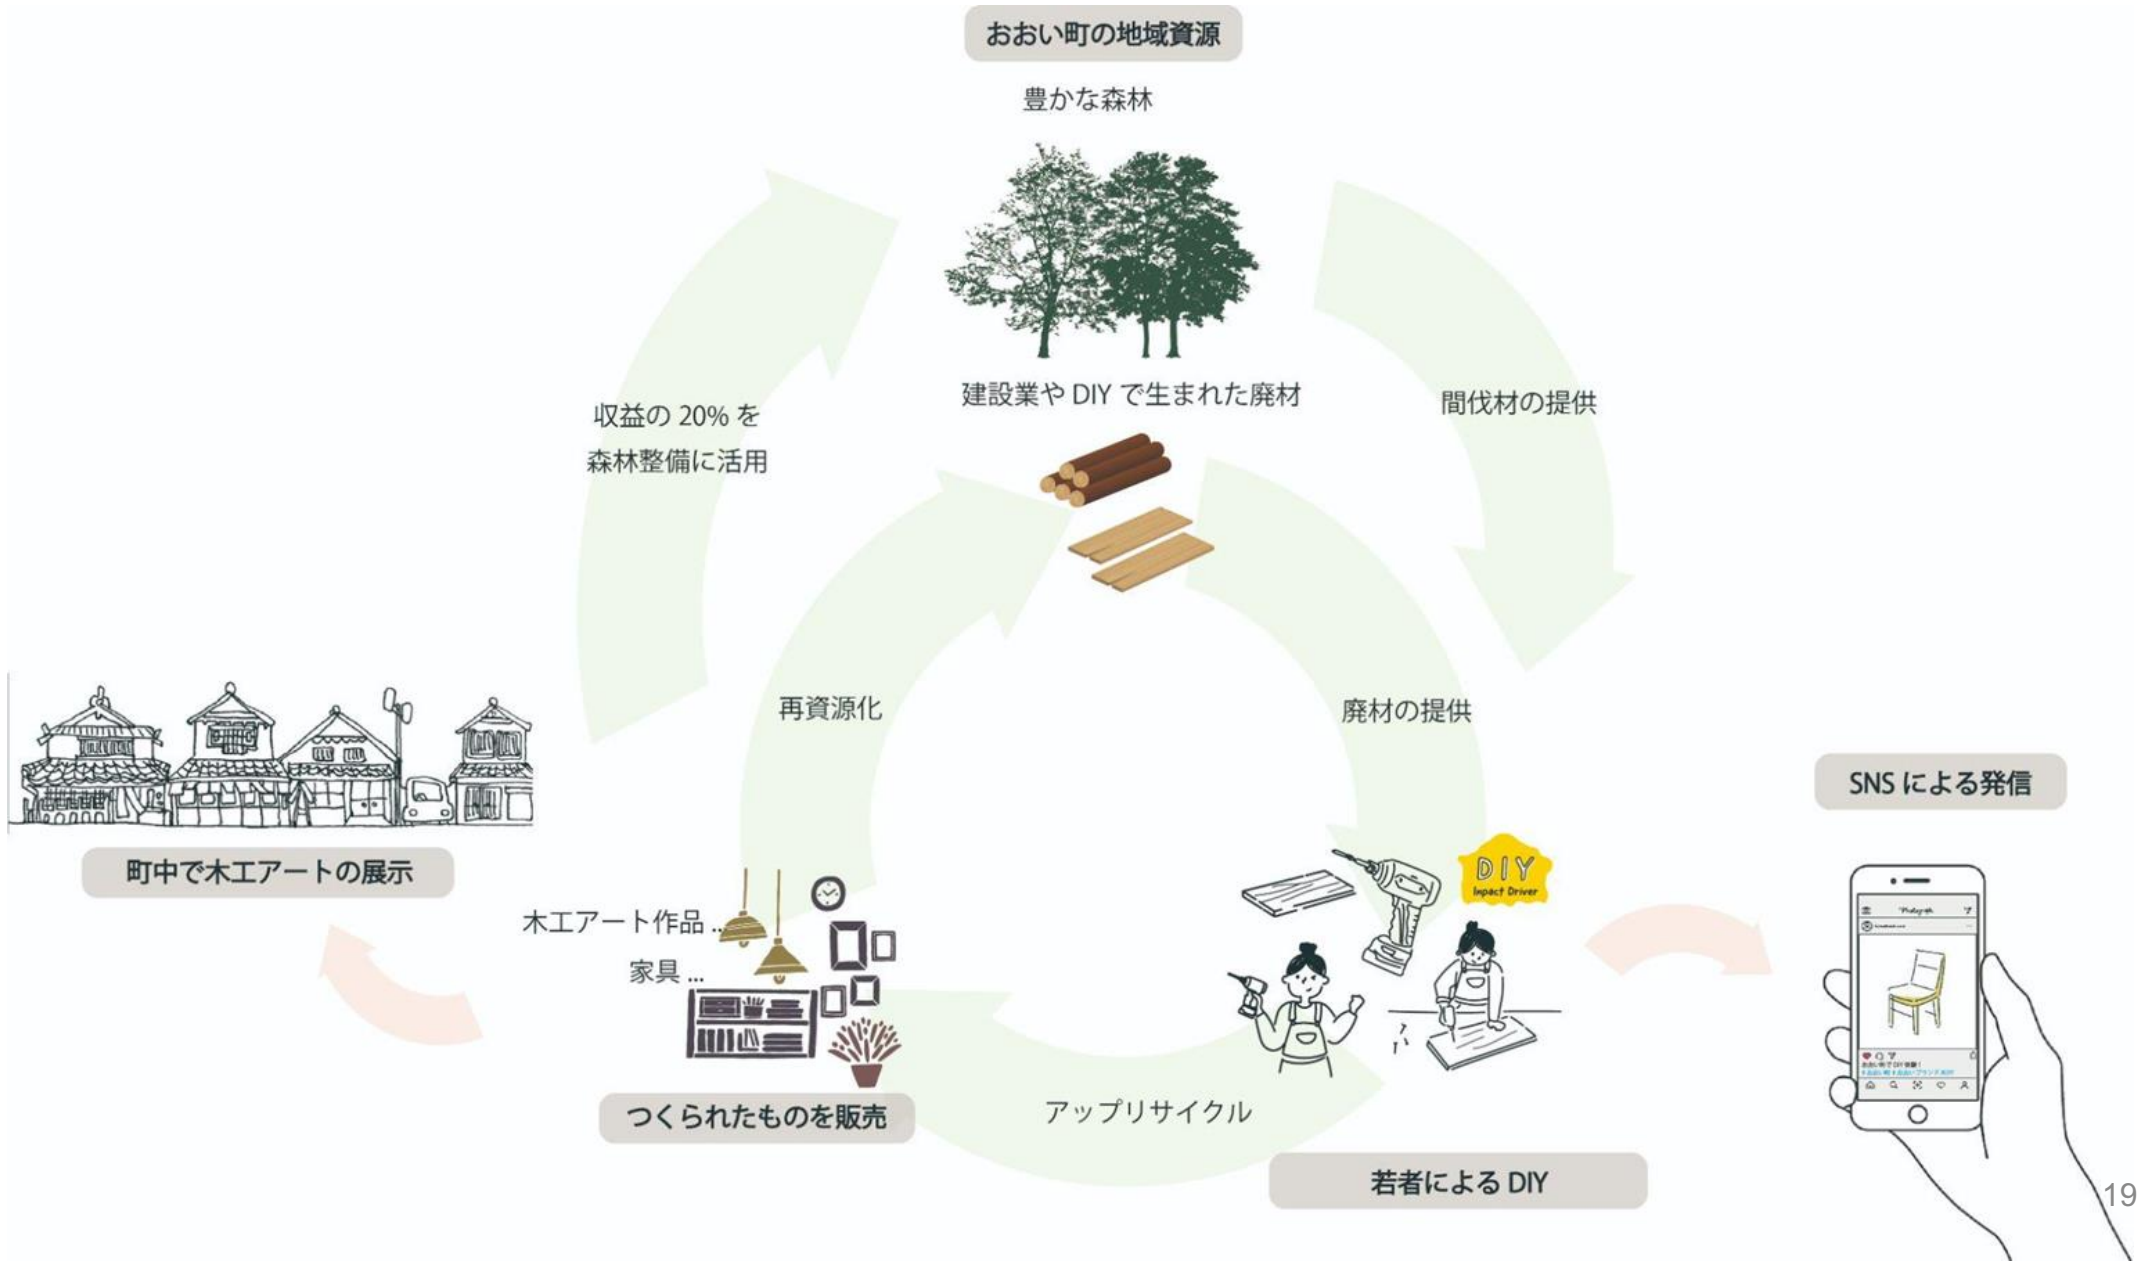 おおい町の地域資源
豊かな森林
建設業や DIY で生まれた廃材
間伐材の提供
収益の 20% を
森林整備に活用
再資源化
廃材の提供
SNS による発信
町中で木工アートの展示
木工アート作品 ...
家具 ...
DIY
Impact Driver
つくられたものを販売
アップリサイクル
若者による DIY
19